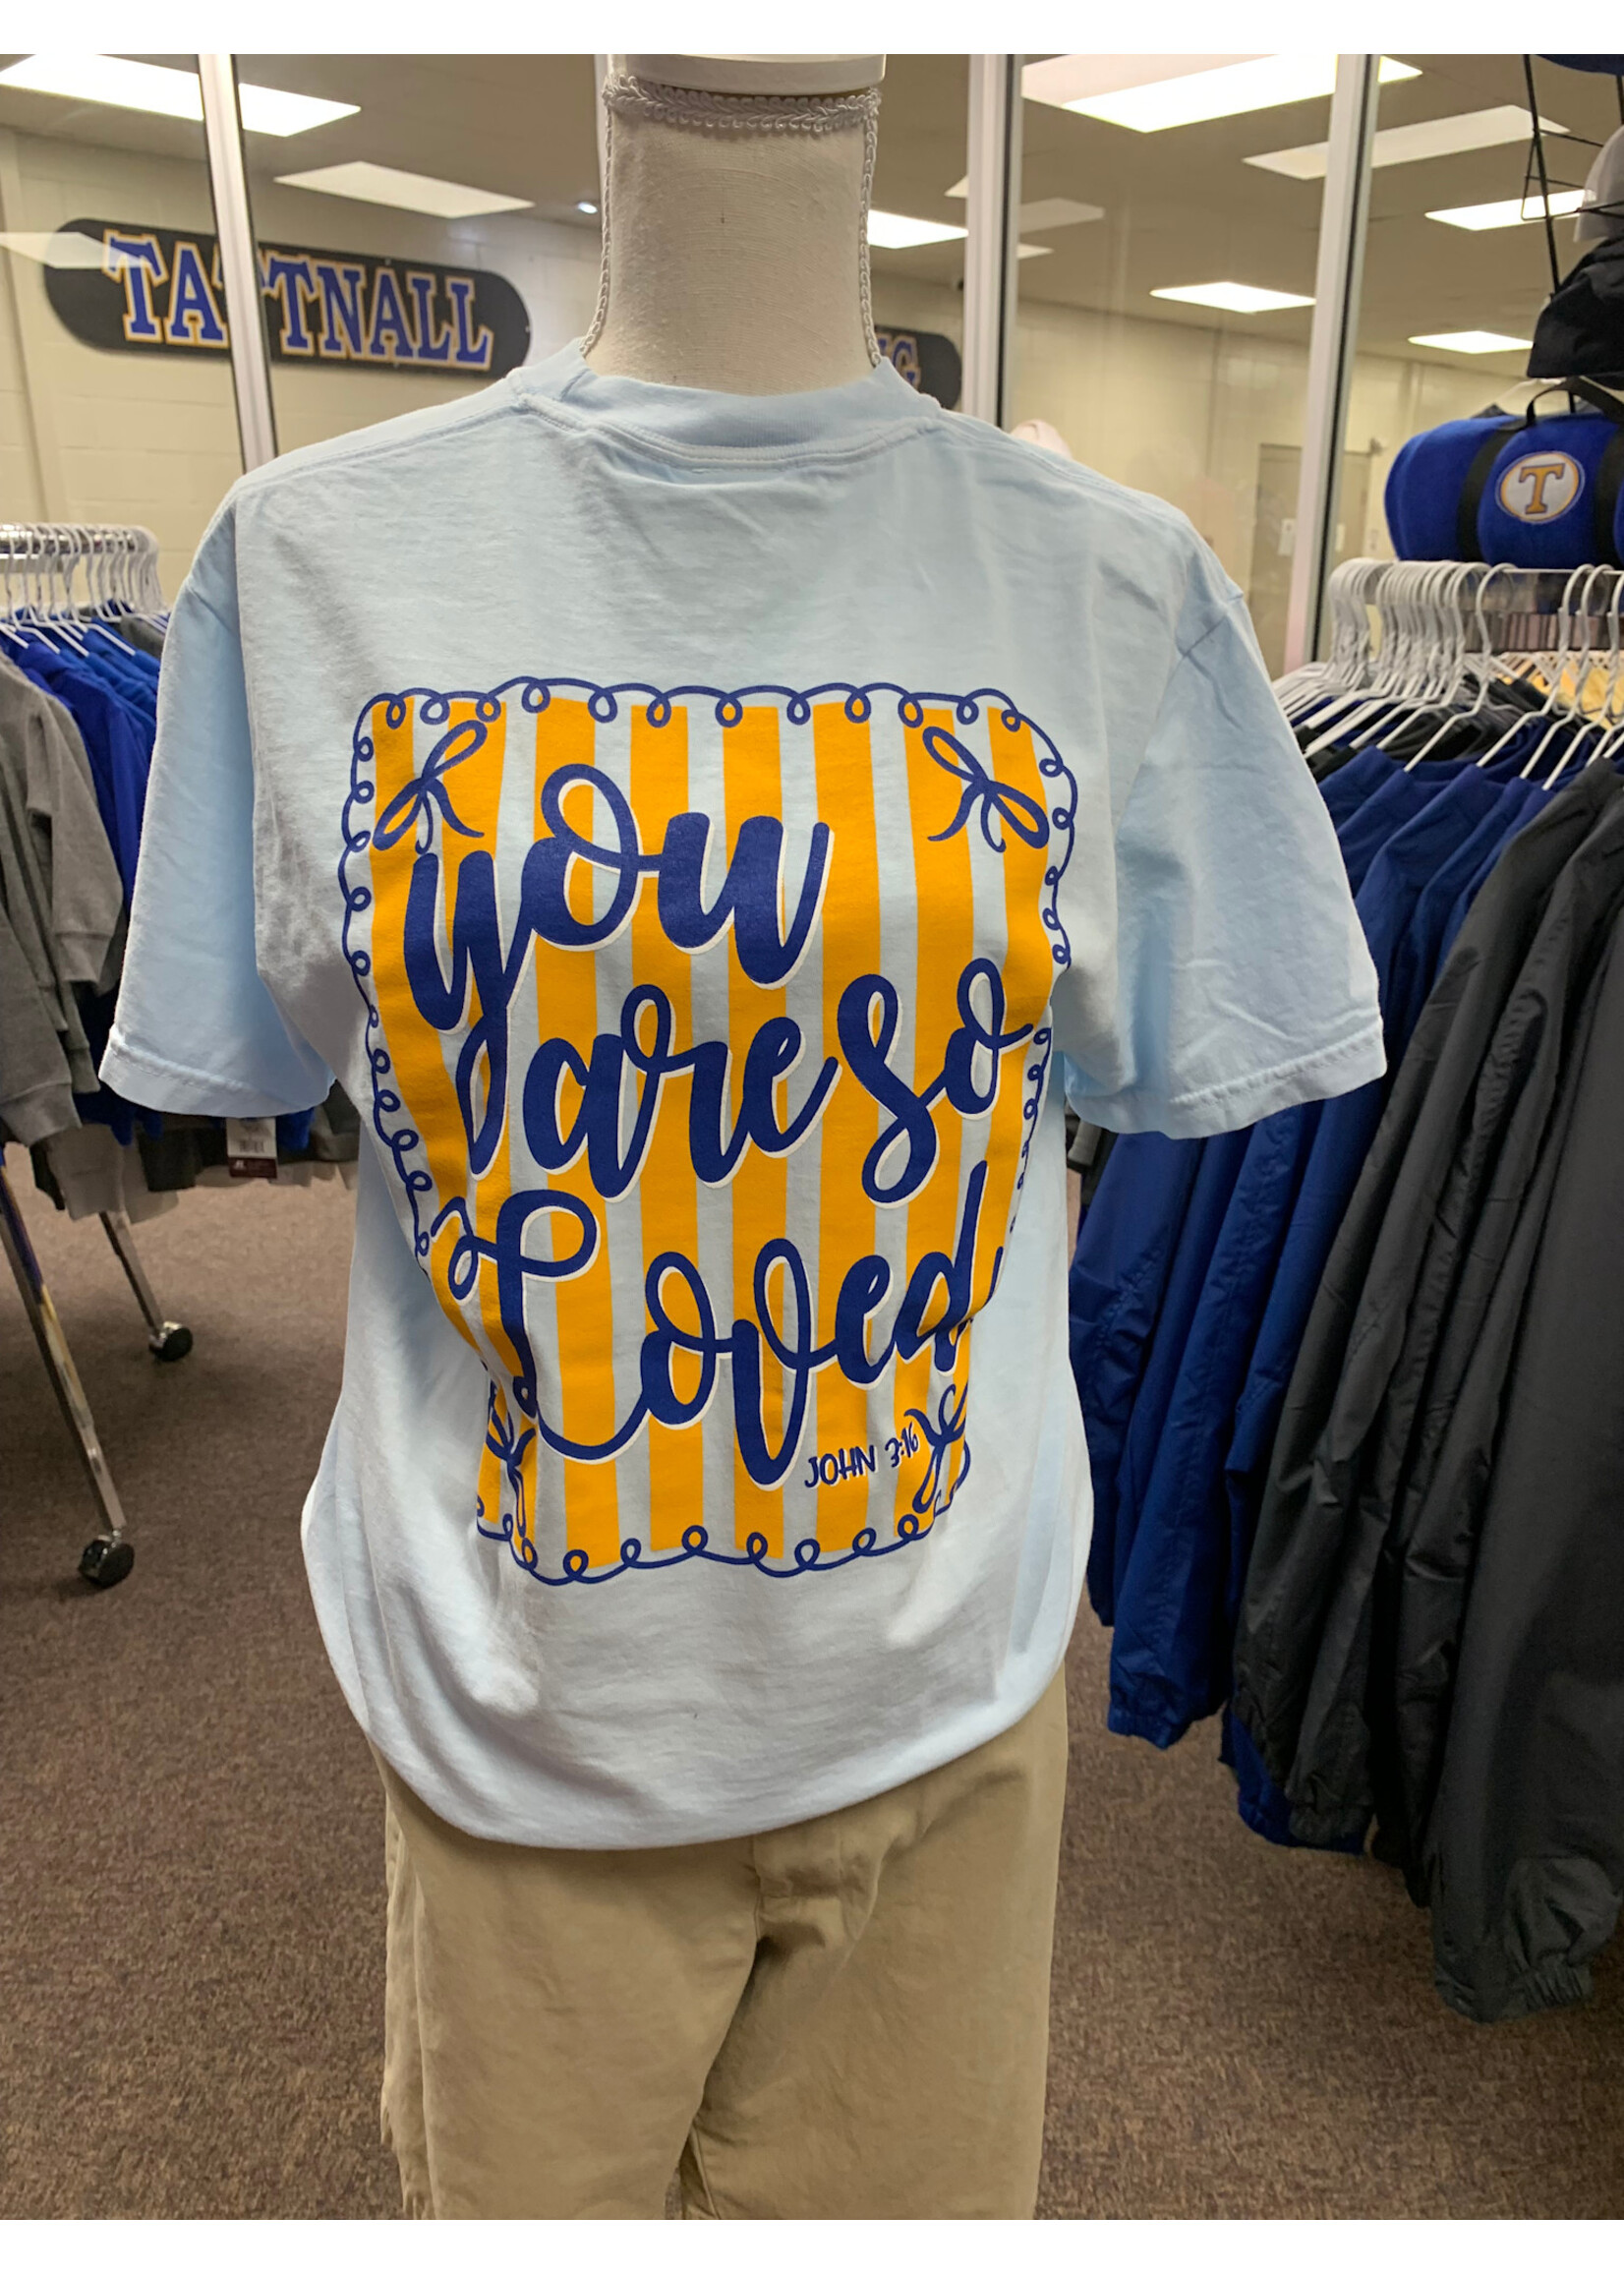 TATTNALL
T
you
are so
Loved
JOHN 3:16